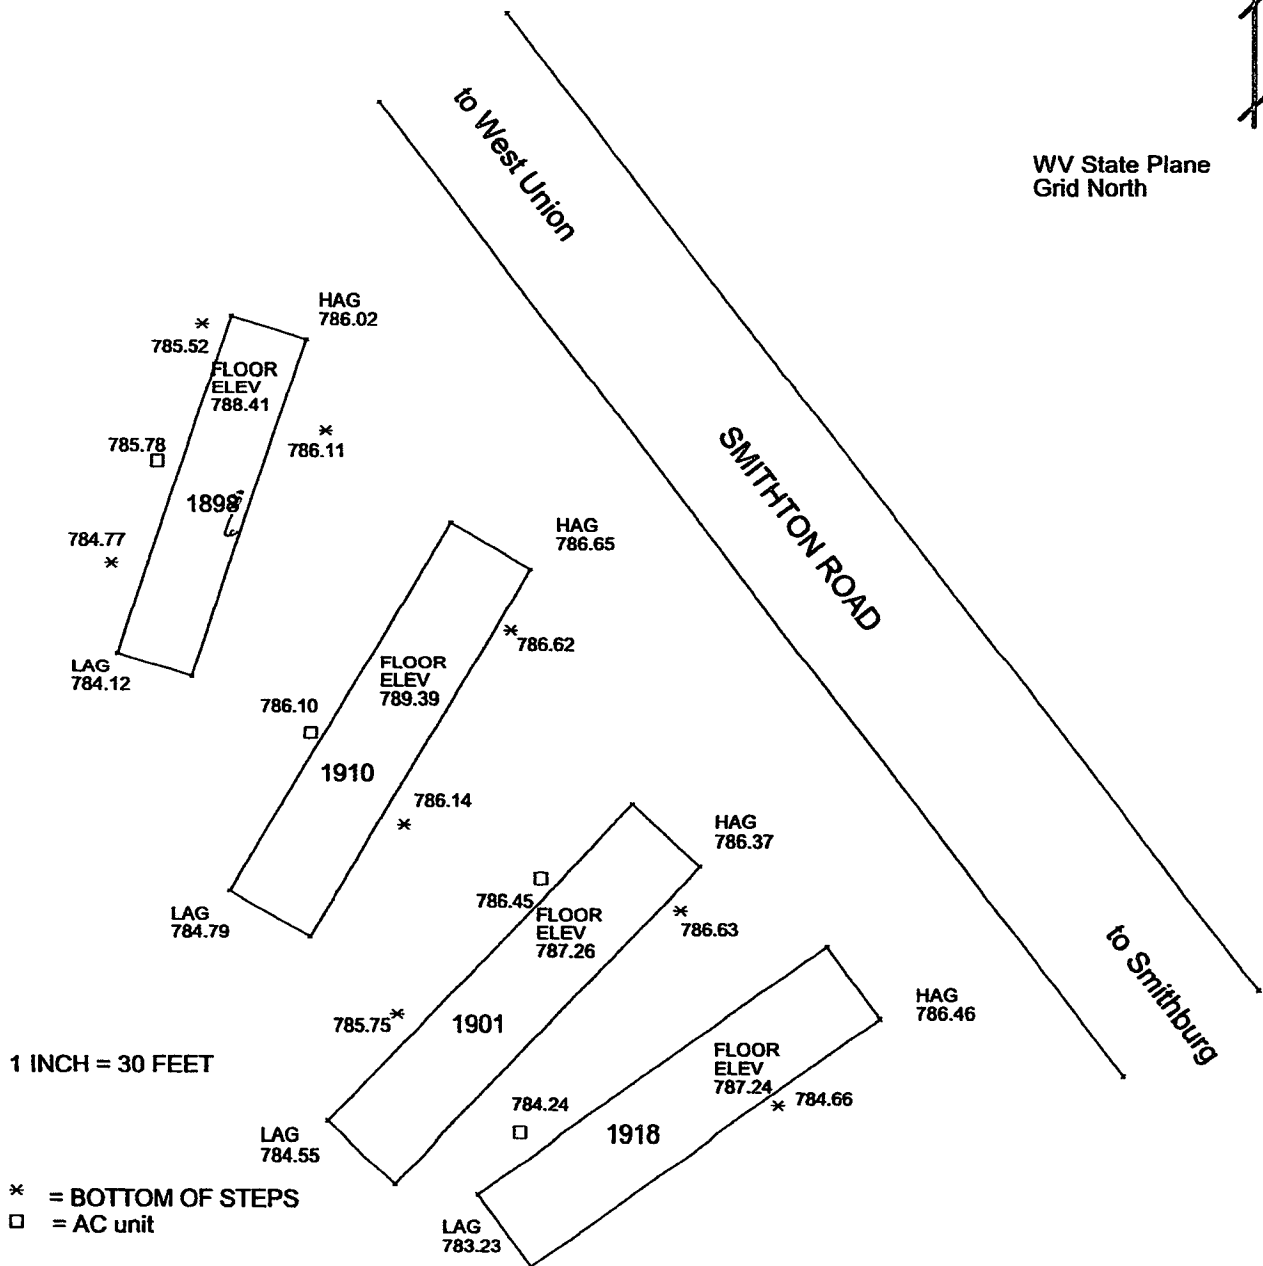 to West Union
WV State Plane
Grid North
HAG
786.02
785.52
FLOOR
ELEV
788.41
785.78
786.11
SMITHTON ROAD
1898
784.77
HAG
786.65
786.62
LAG
784.12
FLOOR
ELEV
789.39
786.10
1910
786.14
HAG
786.37
786.45
LAG
784.79
FLOOR
ELEV
787.26
786.63
to Smithburg
785.75
1901
HAG
786.46
1 INCH = 30 FEET
FLOOR
ELEV
787.24
784.66
784.24
1918
LAG
784.55
= BOTTOM OF STEPS
= AC unit
LAG
783.23